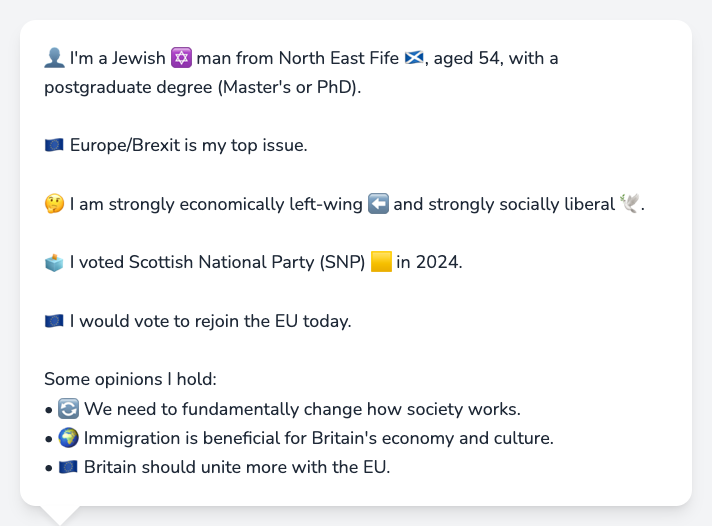 👤 I'm a Jewish ✡️ man from North East Fife 🏴󠁧󠁢󠁳󠁣󠁴󠁿, aged 54, with a
postgraduate degree (Master's or PhD).
🇪🇺 Europe/Brexit is my top issue.
🤔 I am strongly economically left-wing ⬅️ and strongly socially liberal 🕊️.
🗳️ I voted Scottish National Party (SNP) 🟨 in 2024.
🇪🇺 I would vote to rejoin the EU today.
Some opinions I hold:
• 🔄 We need to fundamentally change how society works.
• 🌍 Immigration is beneficial for Britain's economy and culture.
• 🇪🇺 Britain should unite more with the EU.